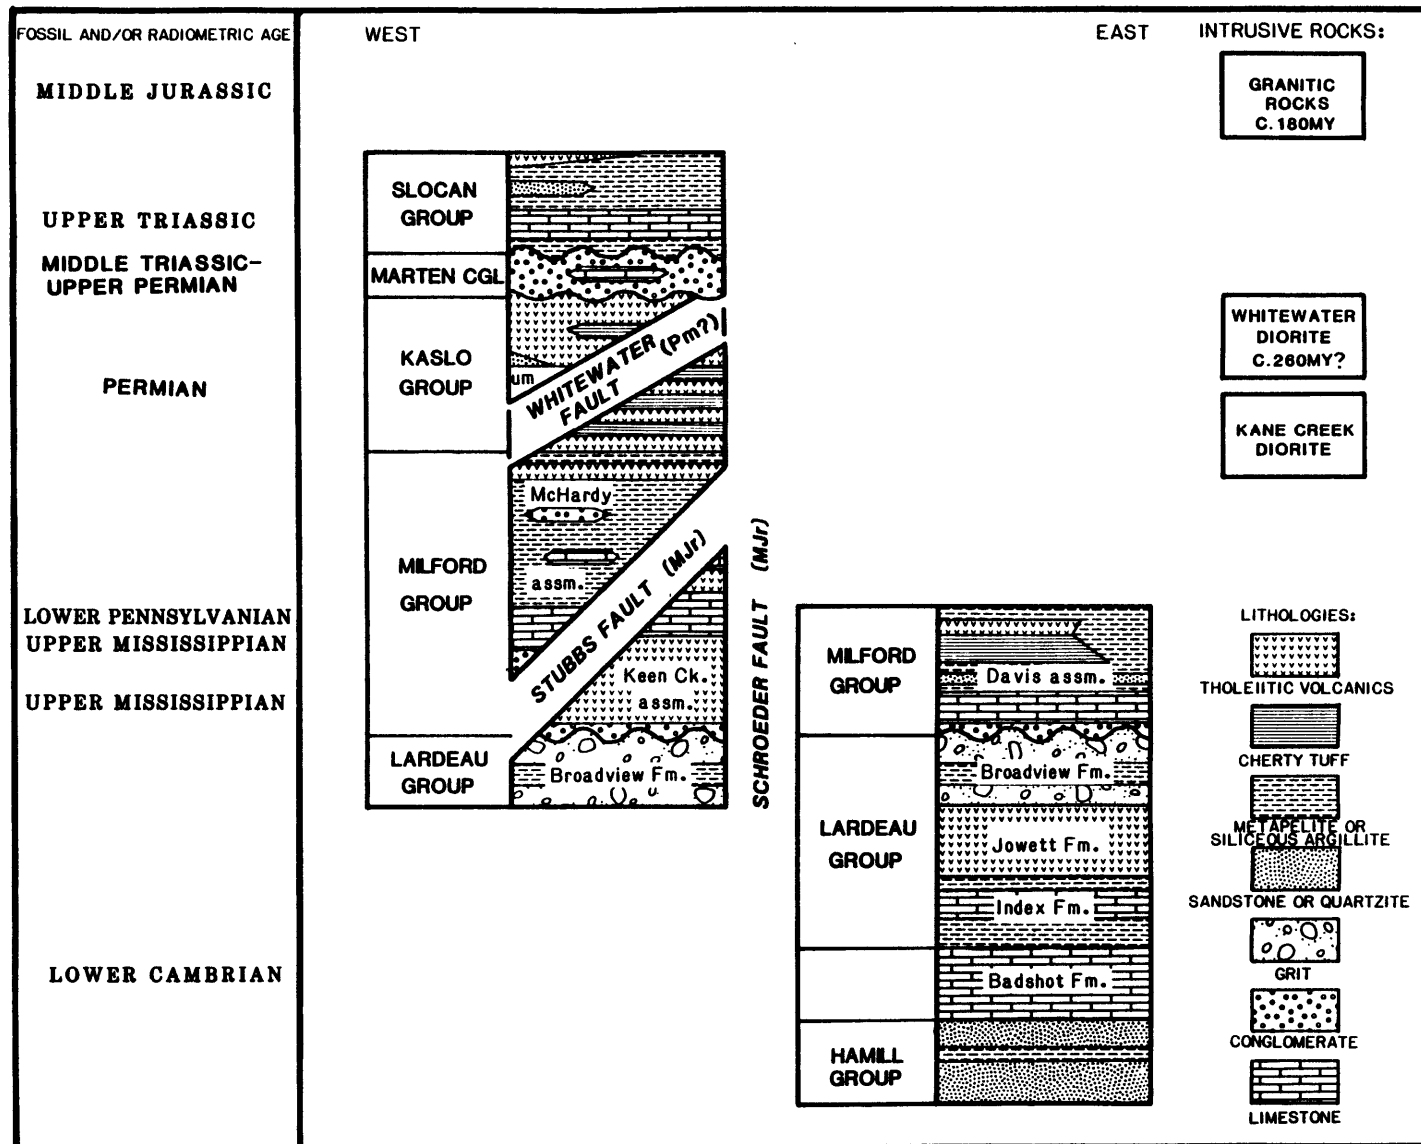 FOSSIL AND/OR RADIOMETRIC AGE
WEST
EAST
INTRUSIVE ROCKS:
MIDDLE JURASSIC
GRANITIC
ROCKS
C.180MY
SLOCAN
GROUP
UPPER TRIASSIC
MIDDLE TRIASSIC-
UPPER PERMIAN
MARTEN CGL
KASLO
GROUP
um
WHITEWATER (Pm?)
FAULT
WHITEWATER
DIORITE
C.260MY?
PERMIAN
KANE CREEK
DIORITE
McHardy
assm.
MILFORD
GROUP
STUBBS FAULT (MJr)
SCHROEDER FAULT (MJr)
LOWER PENNSYLVANIAN
UPPER MISSISSIPPIAN
UPPER MISSISSIPPIAN
Keen Ck.
assm.
LARDEAU
GROUP
Broadview Fm.
MILFORD
GROUP
Davis assm.
LARDEAU
GROUP
Broadview Fm.
Jowett Fm.
Index Fm.
LOWER CAMBRIAN
Badshot Fm.
HAMILL
GROUP
LITHOLOGIES:
THOLEIITIC VOLCANICS
CHERTY TUFF
METAPELITE OR
SILICEOUS ARGILLITE
SANDSTONE OR QUARTZITE
GRIT
CONGLOMERATE
LIMESTONE